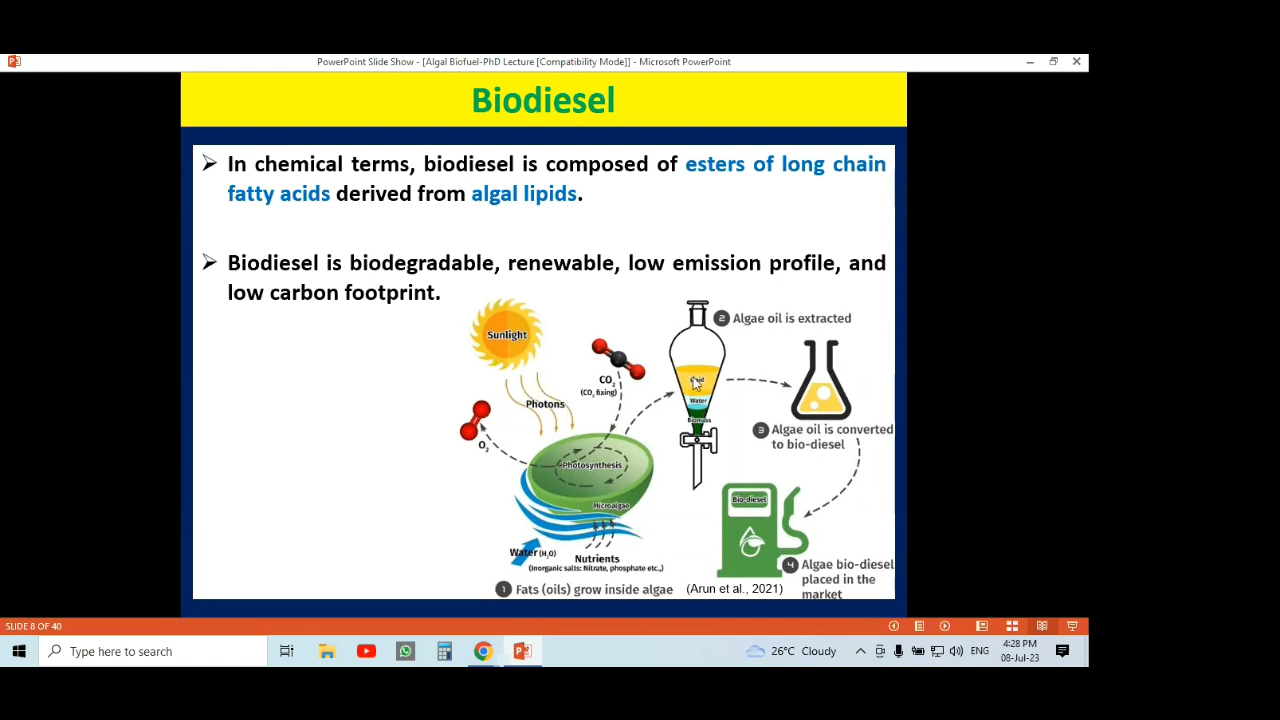 PowerPoint Slide Show - [Algal Biofuel-PhD Lecture [Compatibility Mode]] - Microsoft PowerPoint
Biodiesel
In chemical terms, biodiesel is composed of esters of long chain
fatty acids derived from algal lipids.
Biodiesel is biodegradable, renewable, low emission profile, and
low carbon footprint.
Sunlight
Photons
O2
CO2
(CO2 fixing)
Photosynthesis
Microalgae
Water (H2O)
Nutrients
(Inorganic salts: Nitrate, phosphate etc.,)
1 Fats (oils) grow inside algae
(Arun et al., 2021)
2 Algae oil is extracted
Water
Biomass
3 Algae oil is converted
to bio-diesel
Bio-diesel
4 Algae bio-diesel
placed in the
market
SLIDE 8 OF 40
Type here to search
26°C Cloudy
ENG
4:28 PM
08-Jul-23